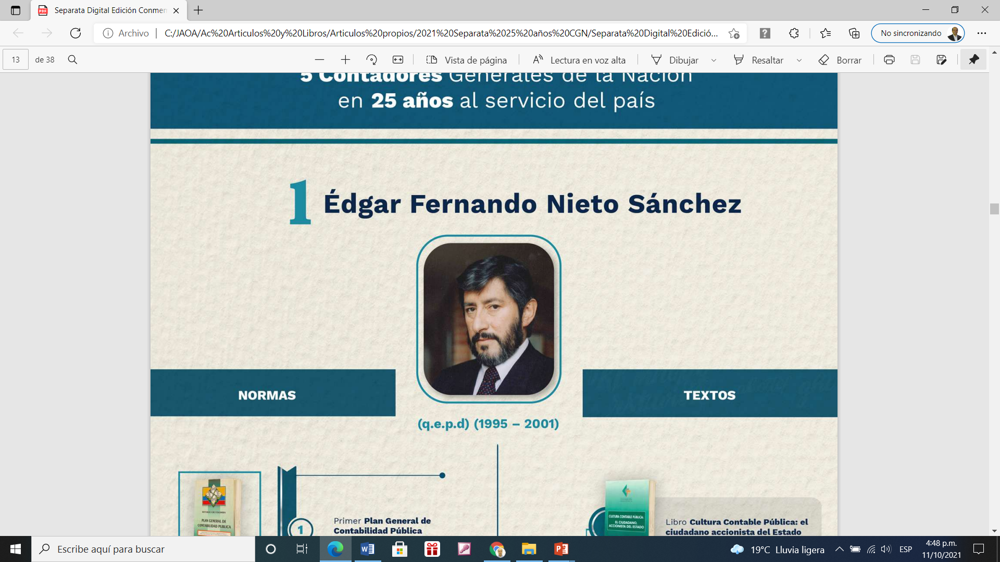 Separata Digital Edición Conmen
Archivo
C:/JAOA/Ac%20Articulos%20y%20Libros/Articulos%20propios/2021%20Separata%2025%20años%20CGN/Separata%20Digital%20Edició...
No sincronizando
13
de 38
Vista de página
Lectura en voz alta
Dibujar
Resaltar
Borrar
5 Contadores Generales de la Nación
en 25 años al servicio del país
1 Édgar Fernando Nieto Sánchez
NORMAS
TEXTOS
(q.e.p.d) (1995 – 2001)
REPUBLICA DE COLOMBIA
PLAN GENERAL DE
CONTABILIDAD PUBLICA
1
Primer Plan General de
Contabilidad Pública
CULTURA CONTABLE PÚBLICA:
EL CIUDADANO,
ACCIONISTA DEL ESTADO
Libro Cultura Contable Pública: el
ciudadano accionista del Estado
Escribe aquí para buscar
19°C Lluvia ligera
ESP
4:48 p.m.
11/10/2021